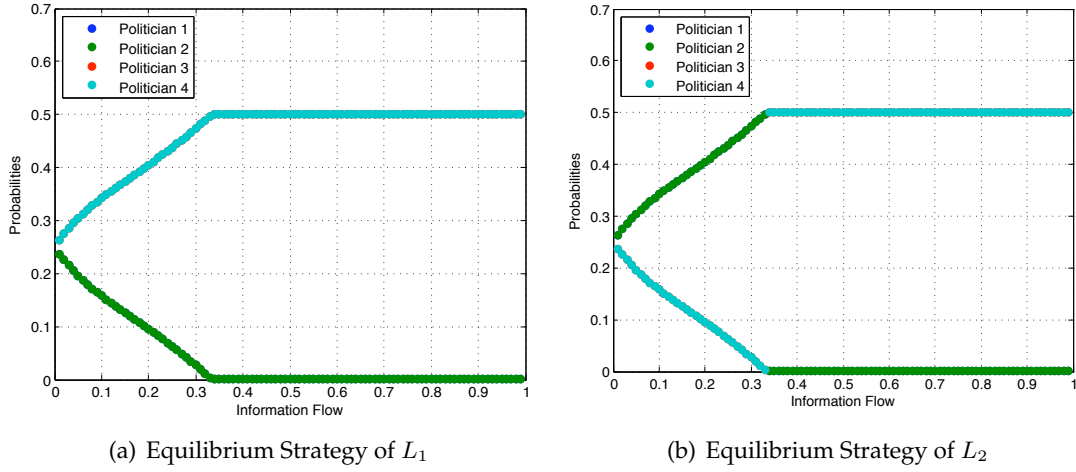 0.7
0.6
0.5
0.4
0.3
0.2
0.1
0
Probabilities
Politician 1
Politician 2
Politician 3
Politician 4
0 0.1 0.2 0.3 0.4 0.5 0.6 0.7 0.8 0.9 1
Information Flow
(a) Equilibrium Strategy of L₁
0.7
0.6
0.5
0.4
0.3
0.2
0.1
0
Probabilities
Politician 1
Politician 2
Politician 3
Politician 4
0 0.1 0.2 0.3 0.4 0.5 0.6 0.7 0.8 0.9 1
Information Flow
(b) Equilibrium Strategy of L₂